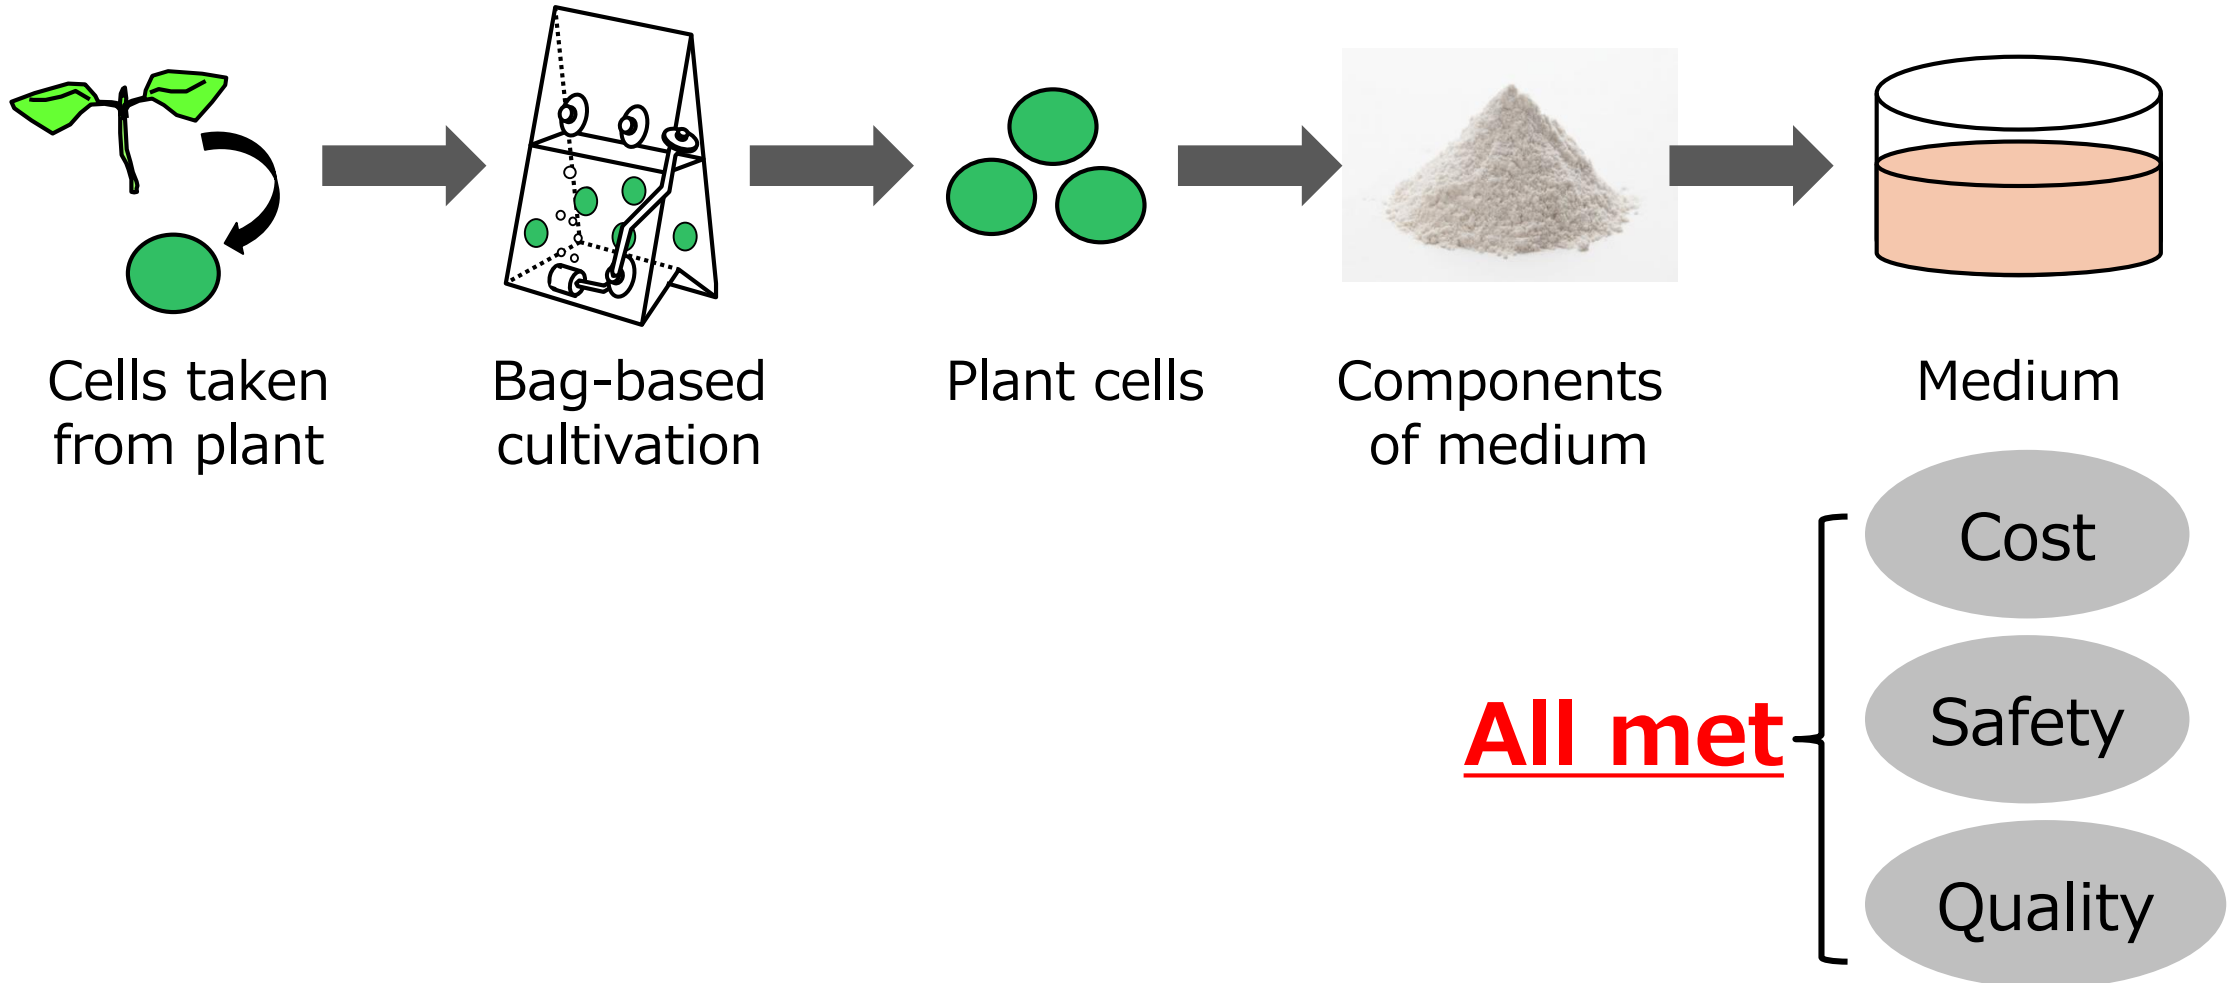 Cells taken
from plant
Bag-based
cultivation
Plant cells
Components
of medium
Medium
Cost
Safety
Quality
All met